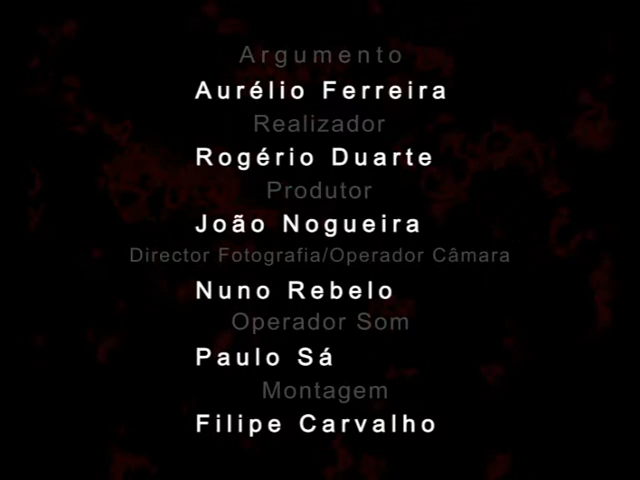 Argumento
Aurélio Ferreira
Realizador
Rogério Duarte
Produtor
João Nogueira
Director Fotografia/Operador Câmara
Nuno Rebelo
Operador Som
Paulo Sá
Montagem
Filipe Carvalho